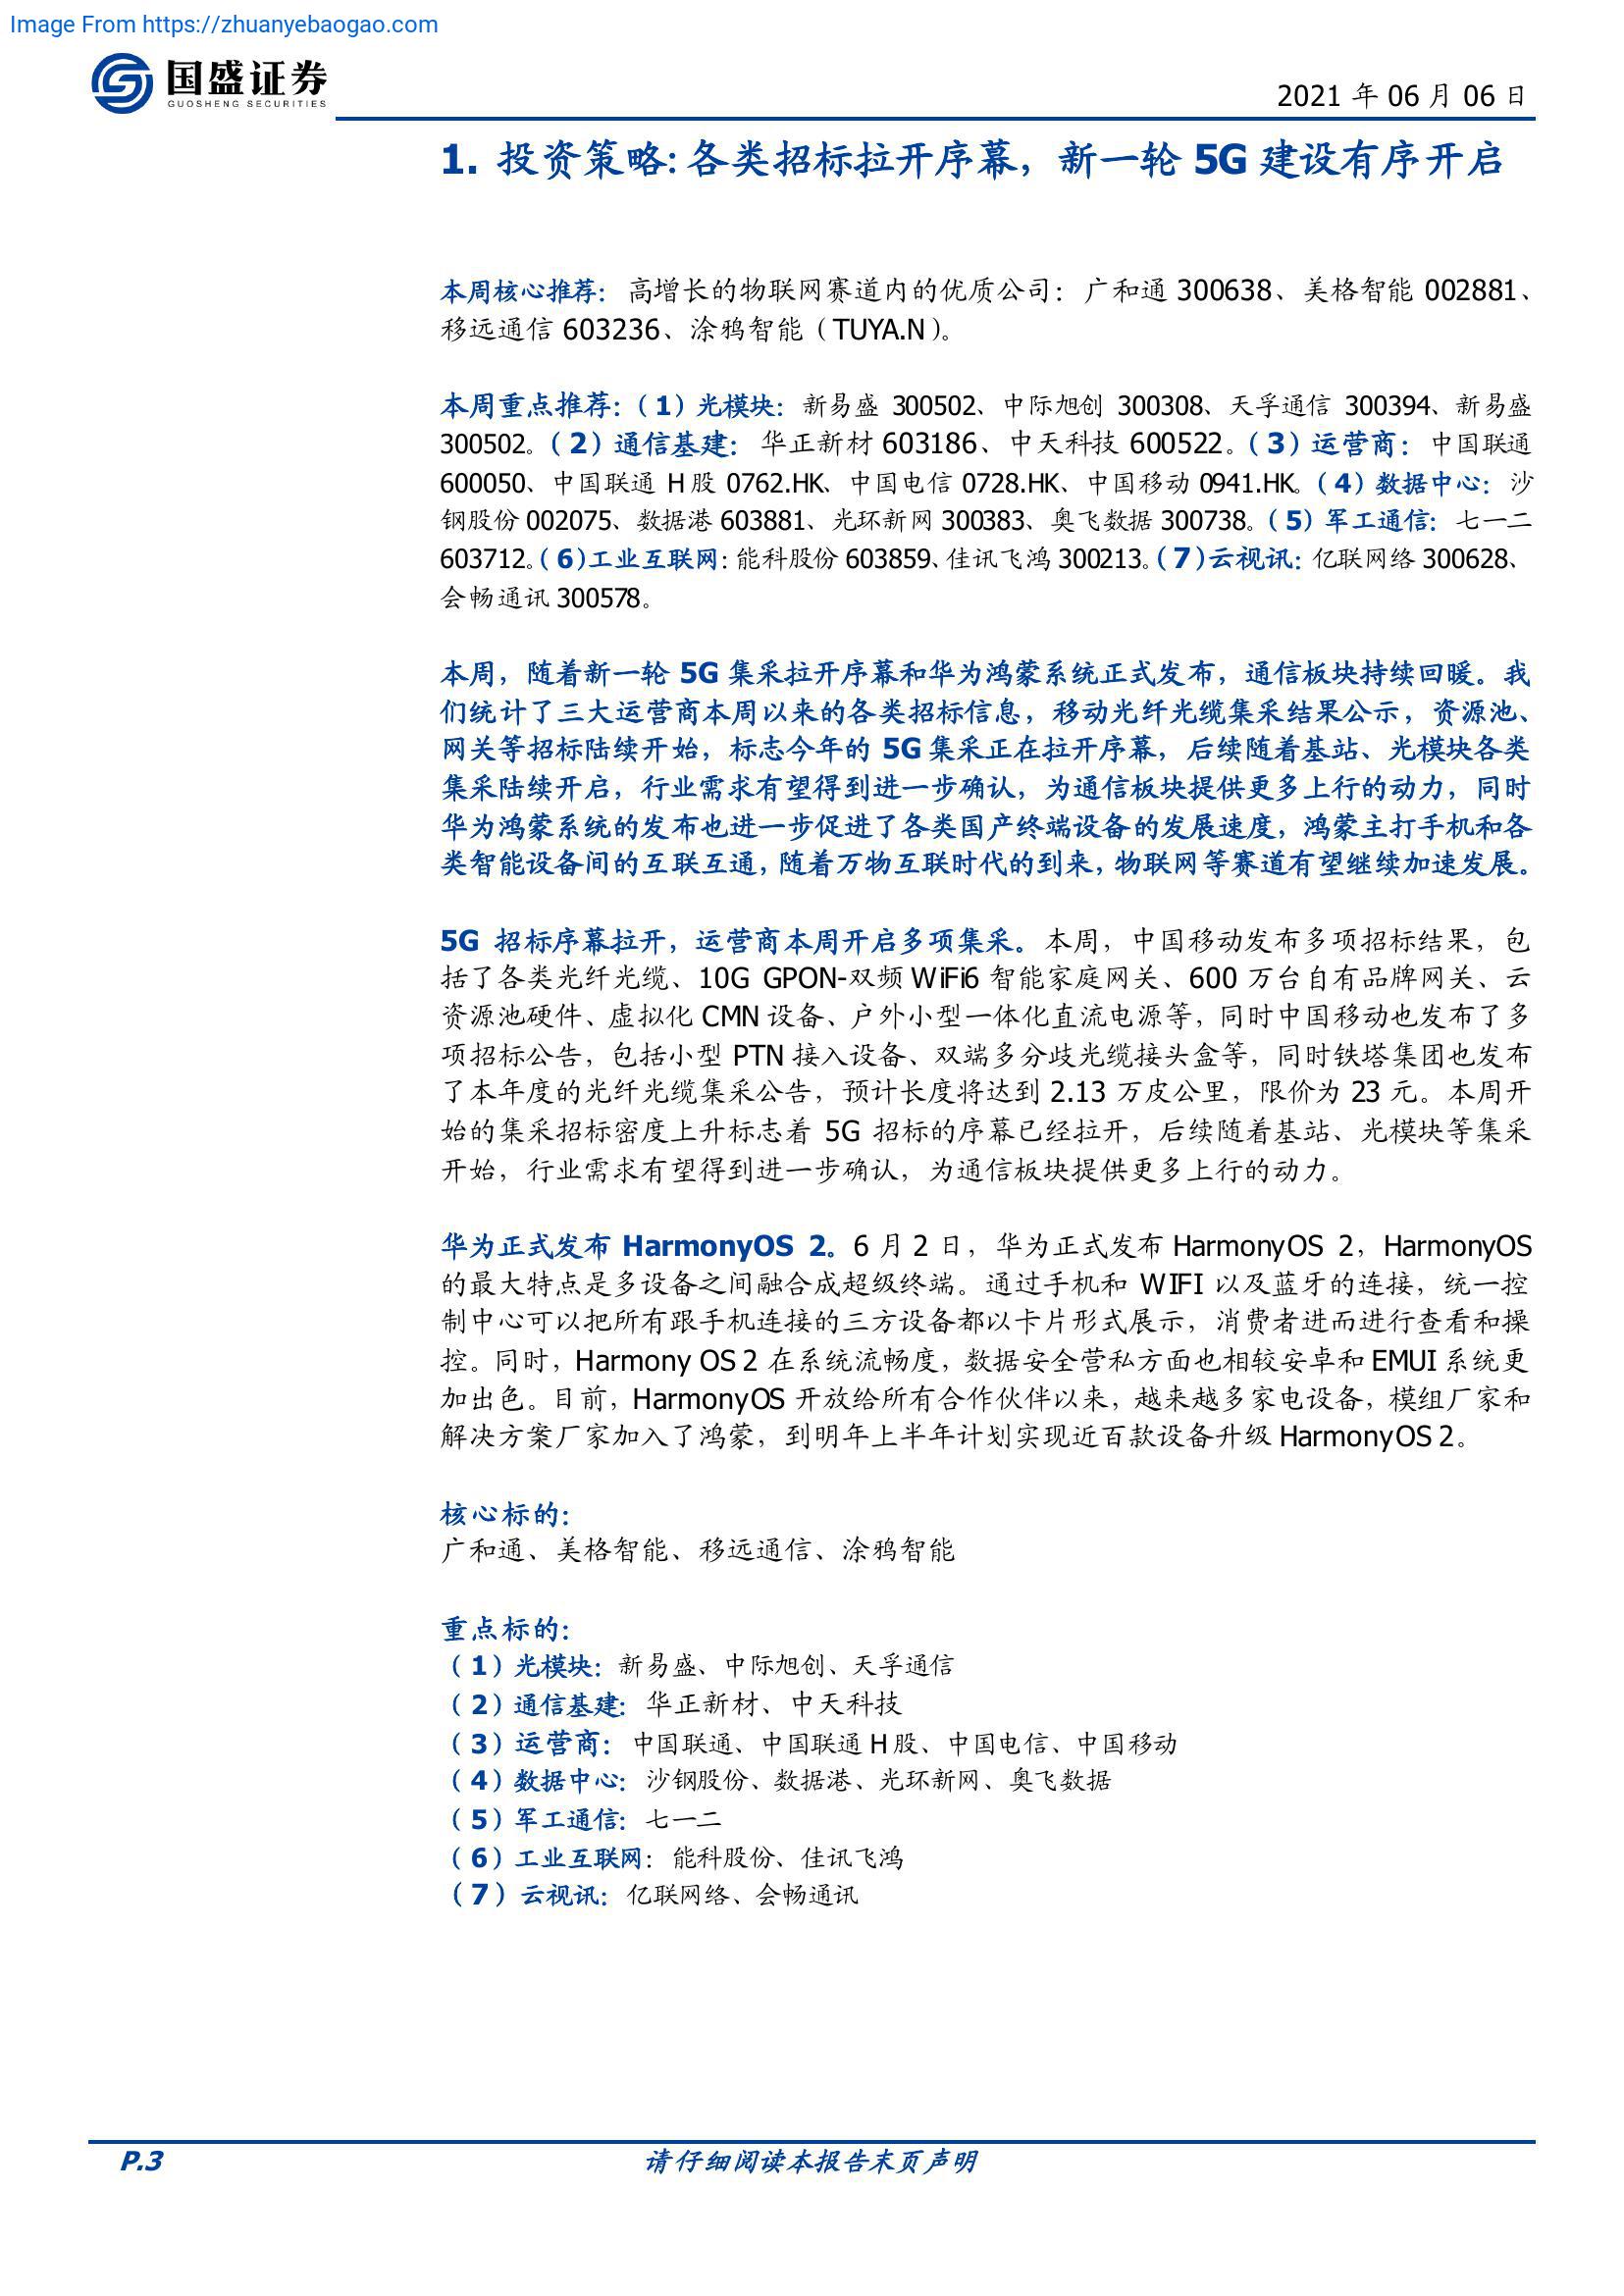 Image From https://zhuanyebaogao.com
国盛证券
GUOSHENG SECURITIES
2021 年 06 月 06 日
1. 投资策略:各类招标拉开序幕，新一轮 5G 建设有序开启
本周核心推荐：高增长的物联网赛道内的优质公司：广和通 300638、美格智能 002881、
移远通信 603236、涂鸦智能（TUYA.N）。
本周重点推荐：（1）光模块：新易盛 300502、中际旭创 300308、天孚通信 300394、新易盛
300502。（2）通信基建：华正新材 603186、中天科技 600522。（3）运营商：中国联通
600050、中国联通 H 股 0762.HK、中国电信 0728.HK、中国移动 0941.HK。（4）数据中心：沙
钢股份 002075、数据港 603881、光环新网 300383、奥飞数据 300738。（5）军工通信：七一二
603712。（6）工业互联网：能科股份 603859、佳讯飞鸿 300213。（7）云视讯：亿联网络 300628、
会畅通讯 300578。
本周，随着新一轮 5G 集采拉开序幕和华为鸿蒙系统正式发布，通信板块持续回暖。我
们统计了三大运营商本周以来的各类招标信息，移动光纤光缆集采结果公示，资源池、
网关等招标陆续开始，标志今年的 5G 集采正在拉开序幕，后续随着基站、光模块各类
集采陆续开启，行业需求有望得到进一步确认，为通信板块提供更多上行的动力，同时
华为鸿蒙系统的发布也进一步促进了各类国产终端设备的发展速度，鸿蒙主打手机和各
类智能设备间的互联互通，随着万物互联时代的到来，物联网等赛道有望继续加速发展。
5G 招标序幕拉开，运营商本周开启多项集采。本周，中国移动发布多项招标结果，包
括了各类光纤光缆、10G GPON-双频 WiFi6 智能家庭网关、600 万台自有品牌网关、云
资源池硬件、虚拟化 CMN 设备、户外小型一体化直流电源等，同时中国移动也发布了多
项招标公告，包括小型 PTN 接入设备、双端多分歧光缆接头盒等，同时铁塔集团也发布
了本年度的光纤光缆集采公告，预计长度将达到 2.13 万皮公里，限价为 23 元。本周开
始的集采招标密度上升标志着 5G 招标的序幕已经拉开，后续随着基站、光模块等集采
开始，行业需求有望得到进一步确认，为通信板块提供更多上行的动力。
华为正式发布 HarmonyOS 2。6 月 2 日，华为正式发布 HarmonyOS 2，HarmonyOS
的最大特点是多设备之间融合成超级终端。通过手机和 WIFI 以及蓝牙的连接，统一控
制中心可以把所有跟手机连接的三方设备都以卡片形式展示，消费者进而进行查看和操
控。同时，Harmony OS 2 在系统流畅度，数据安全营私方面也相较安卓和 EMUI 系统更
加出色。目前，HarmonyOS 开放给所有合作伙伴以来，越来越多家电设备，模组厂家和
解决方案厂家加入了鸿蒙，到明年上半年计划实现近百款设备升级 HarmonyOS 2。
核心标的：
广和通、美格智能、移远通信、涂鸦智能
重点标的：
（1）光模块：新易盛、中际旭创、天孚通信
（2）通信基建：华正新材、中天科技
（3）运营商：中国联通、中国联通 H 股、中国电信、中国移动
（4）数据中心：沙钢股份、数据港、光环新网、奥飞数据
（5）军工通信：七一二
（6）工业互联网：能科股份、佳讯飞鸿
（7）云视讯：亿联网络、会畅通讯
P.3
请仔细阅读本报告末页声明